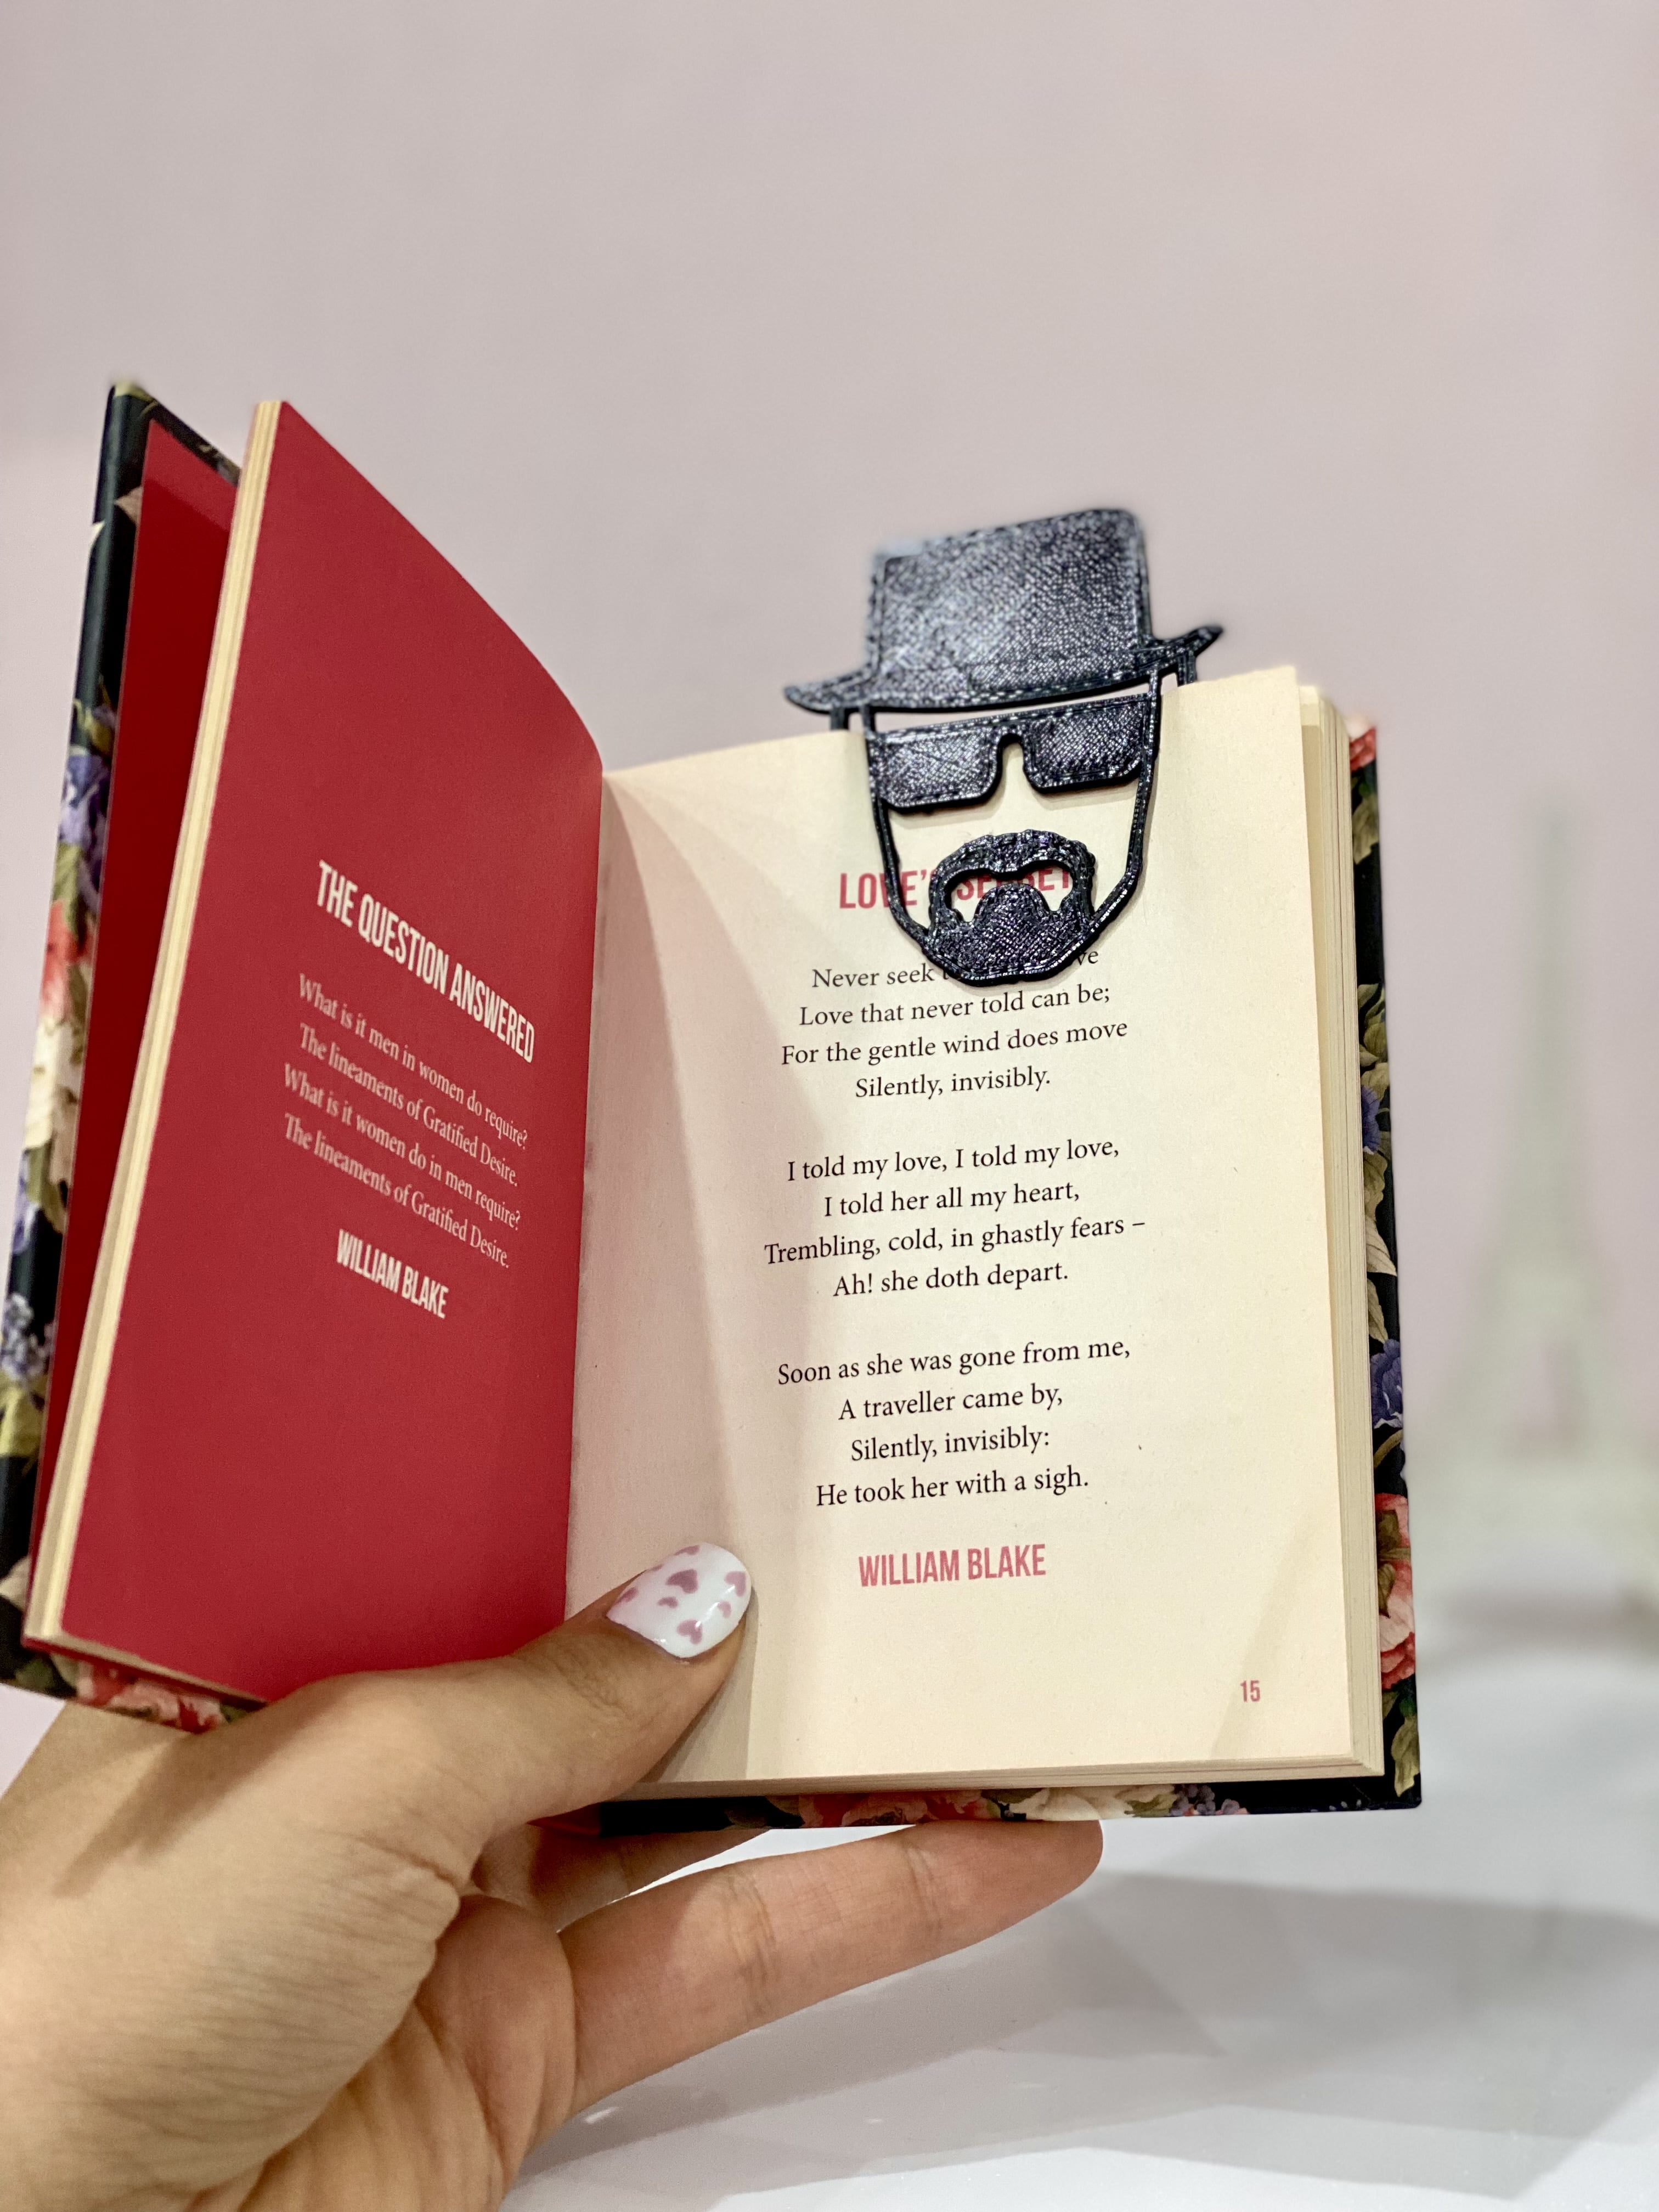 THE QUESTION ANSWERED
What is it men in women do require?
The lineaments of Gratified Desire.
What is it women do in men require?
The lineaments of Gratified Desire.
WILLIAM BLAKE
LOVE'S SECRET
Never seek
Love that never told can be;
For the gentle wind does move
Silently, invisibly.
I told my love, I told my love,
I told her all my heart,
Trembling, cold, in ghastly fears –
Ah! she doth depart.
Soon as she was gone from me,
A traveller came by,
Silently, invisibly:
He took her with a sigh.
WILLIAM BLAKE
15